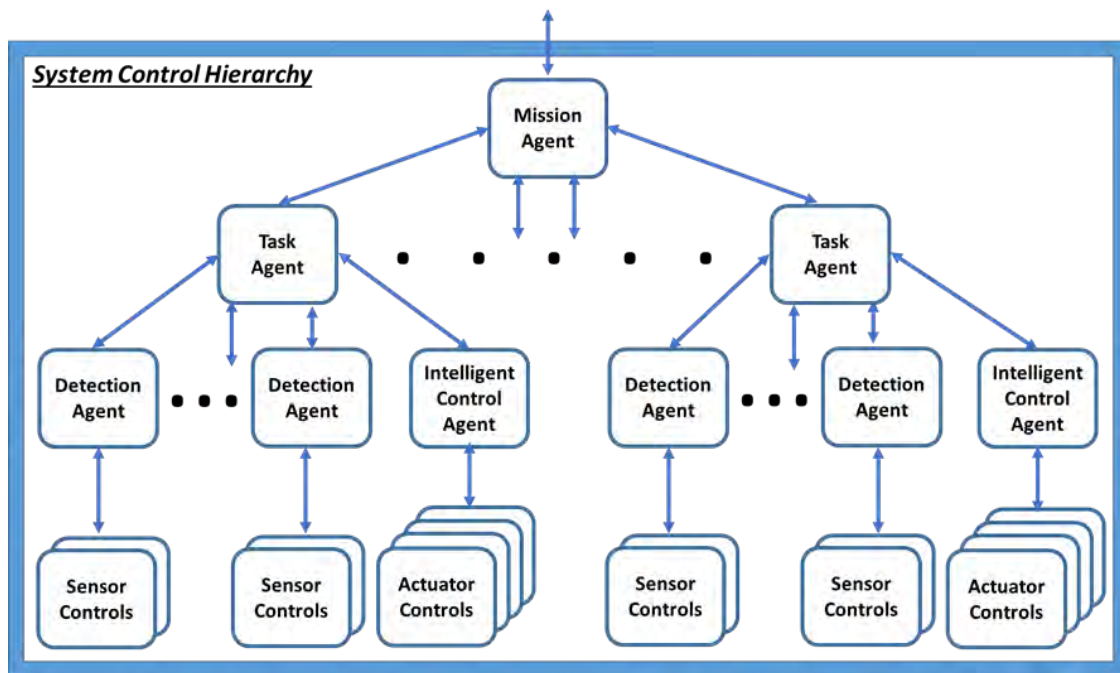 System Control Hierarchy
Mission
Agent
Task
Agent
Task
Agent
Detection
Agent
Detection
Agent
Intelligent
Control
Agent
Detection
Agent
Detection
Agent
Intelligent
Control
Agent
Sensor
Controls
Sensor
Controls
Actuator
Controls
Sensor
Controls
Sensor
Controls
Actuator
Controls